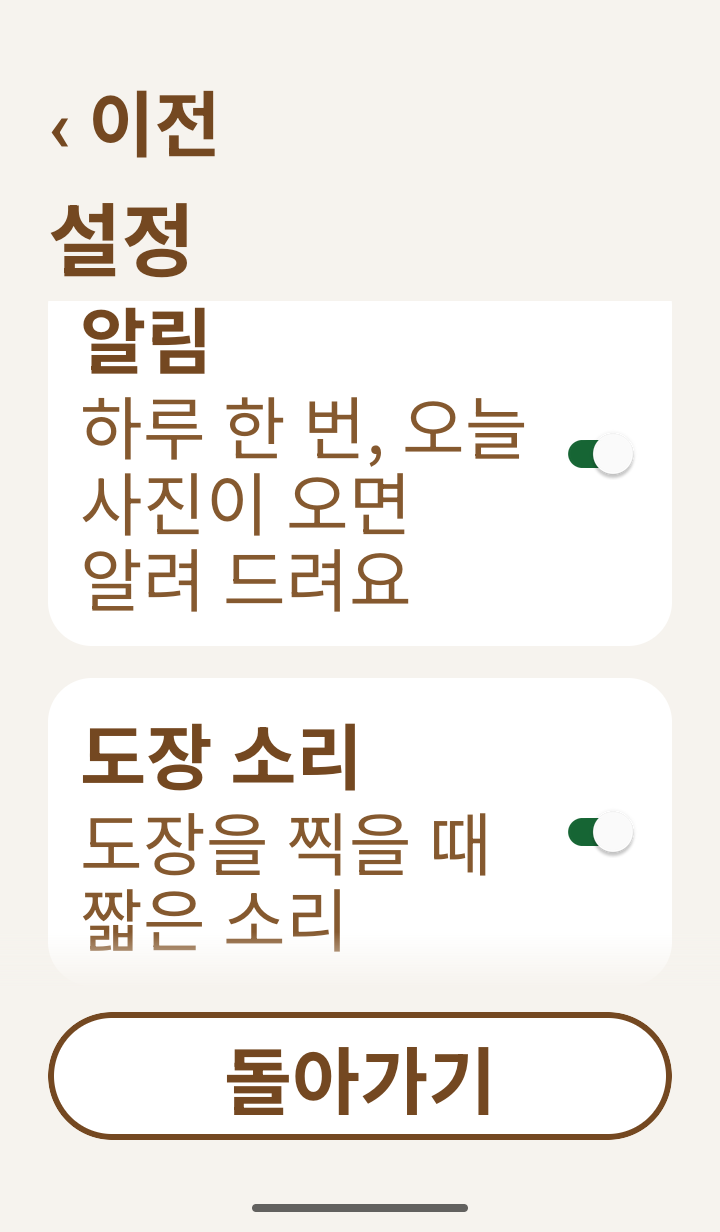 ‹ 이전
설정
알림
하루 한 번, 오늘
사진이 오면
알려 드려요
도장 소리
도장을 찍을 때
짧은 소리
돌아가기